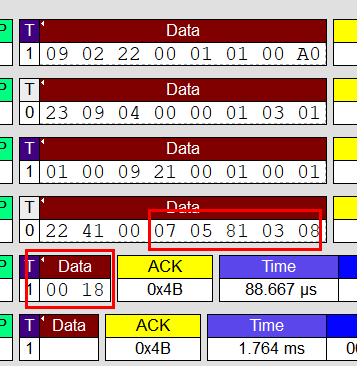 P T Data
1 09 02 22 00 01 01 00 A0
P T Data
0 23 09 04 00 00 01 03 01
P T Data
1 01 00 09 21 00 01 00 01
P T Data
0 22 41 00 07 05 81 03 08
P T Data ACK Time
1 00 18 0x4B 88.667 µs
P T Data ACK Time
1 0x4B 1.764 ms 00